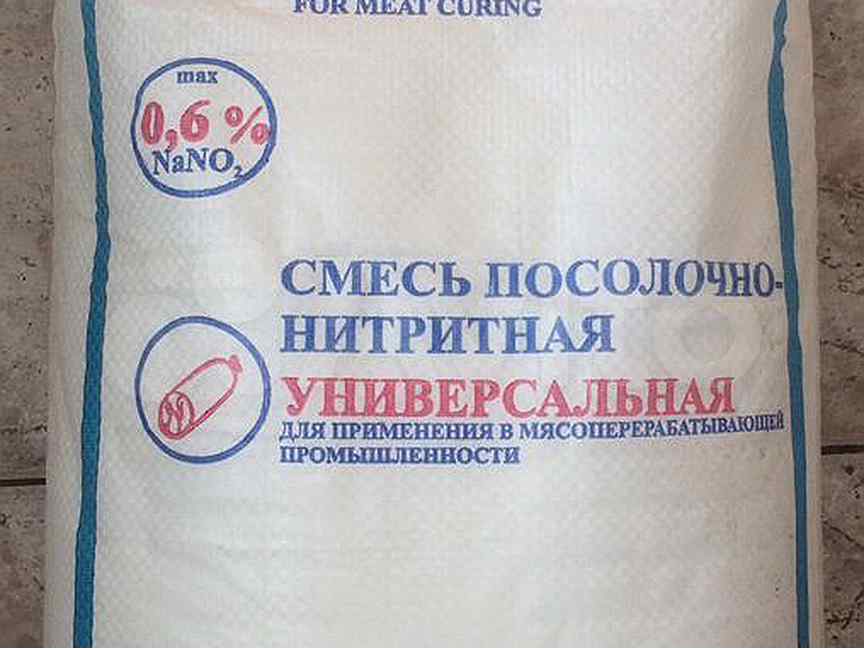 FOR MEAT CURING
max
0,6 %
NaNO₂
СМЕСЬ ПОСОЛОЧНО-
НИТРИТНАЯ
УНИВЕРСАЛЬНАЯ
ДЛЯ ПРИМЕНЕНИЯ В МЯСОПЕРЕРАБАТЫВАЮЩЕЙ
ПРОМЫШЛЕННОСТИ